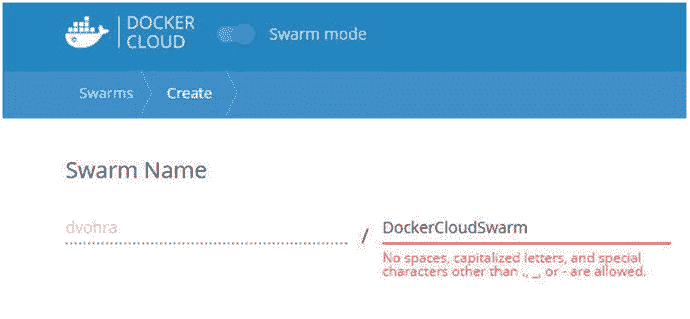 DOCKER
CLOUD
Swarm mode
Swarms
Create
Swarm Name
dvohra / DockerCloudSwarm
No spaces, capitalized letters, and special
characters other than ., _, or - are allowed.